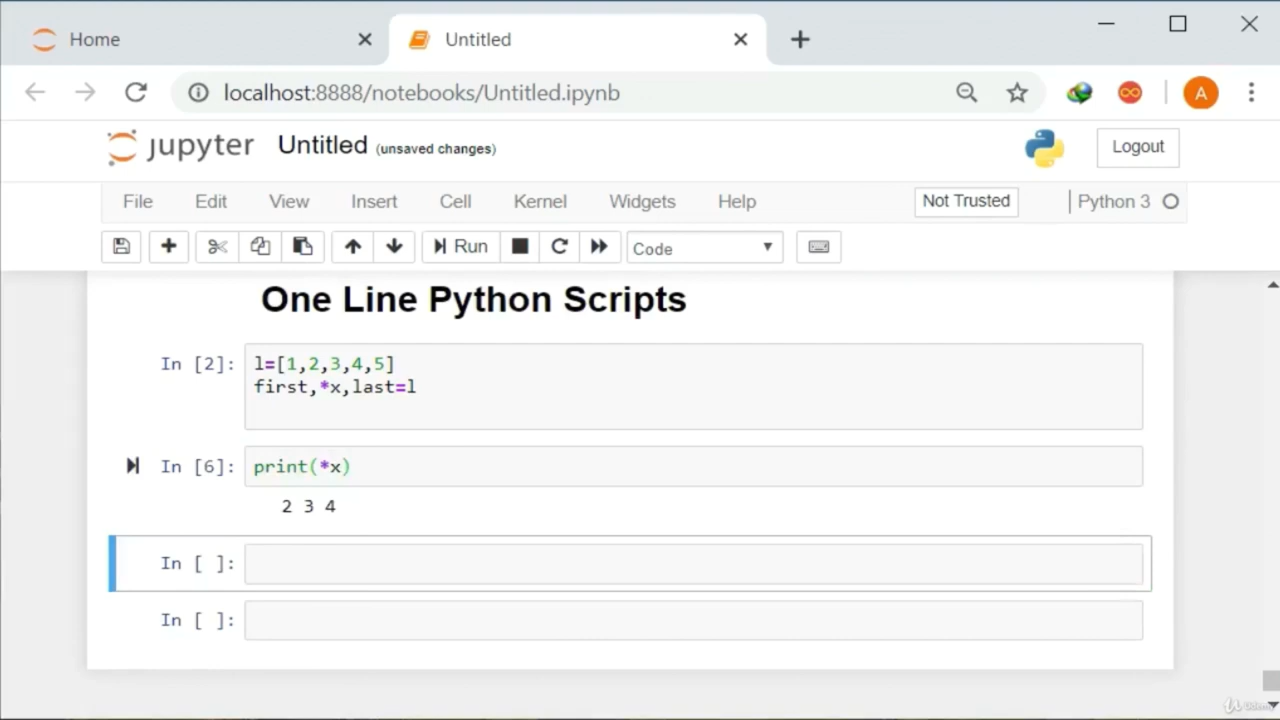 Home
Untitled
localhost:8888/notebooks/Untitled.ipynb
A
jupyter Untitled (unsaved changes)
Logout
File Edit View Insert Cell Kernel Widgets Help Not Trusted Python 3
Run Code
One Line Python Scripts
In [2]: l=[1,2,3,4,5]
first,*x,last=l
In [6]: print(*x)
2 3 4
In [ ]:
In [ ]:
Udemy